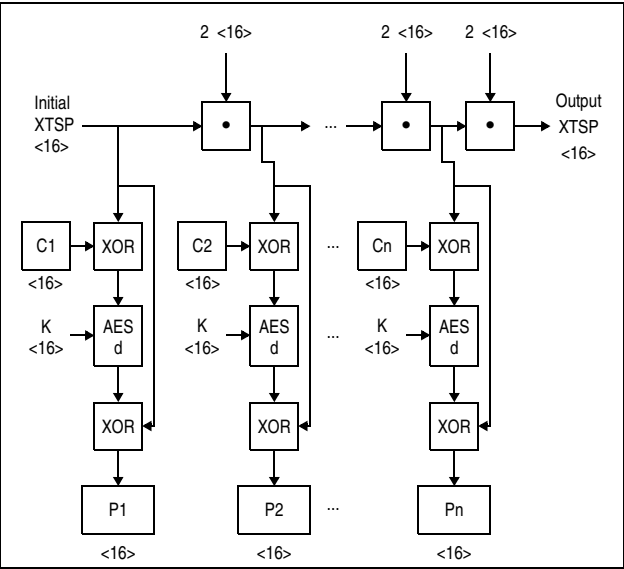 2 <16> 2 <16> 2 <16>
Initial
XTSP
<16>
• ... • •
Output
XTSP
<16>
C1 XOR C2 XOR ... Cn XOR
<16> <16> <16>
K
<16>
AES
d
K
<16>
AES
d
...
K
<16>
AES
d
XOR XOR XOR
P1 P2 ... Pn
<16> <16> <16>